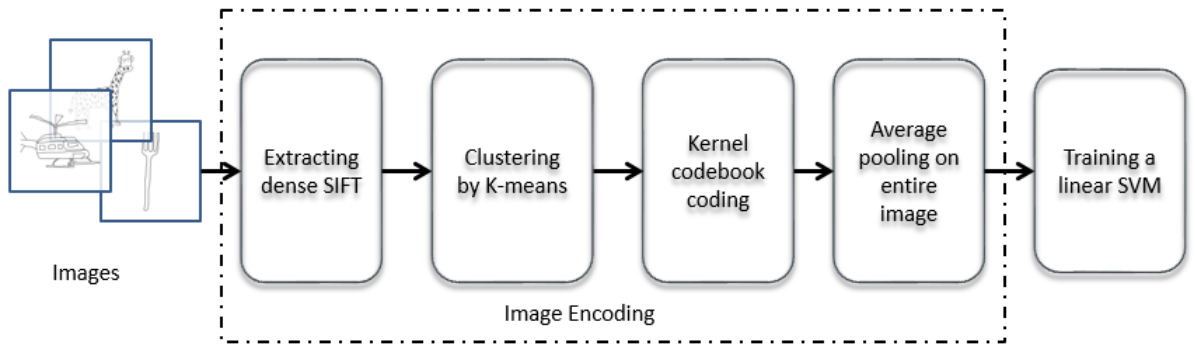 Images
Extracting
dense SIFT
Clustering
by K-means
Kernel
codebook
coding
Average
pooling on
entire
image
Training a
linear SVM
Image Encoding